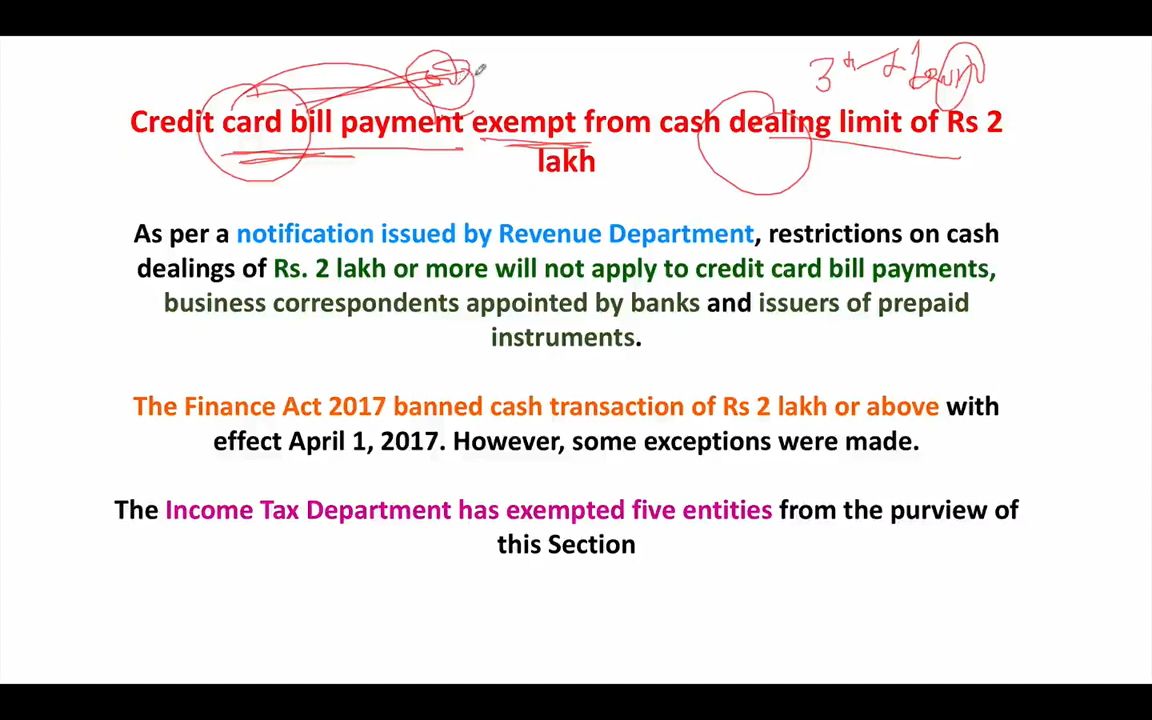 Credit card bill payment exempt from cash dealing limit of Rs 2
lakh
As per a notification issued by Revenue Department, restrictions on cash
dealings of Rs. 2 lakh or more will not apply to credit card bill payments,
business correspondents appointed by banks and issuers of prepaid
instruments.
The Finance Act 2017 banned cash transaction of Rs 2 lakh or above with
effect April 1, 2017. However, some exceptions were made.
The Income Tax Department has exempted five entities from the purview of
this Section